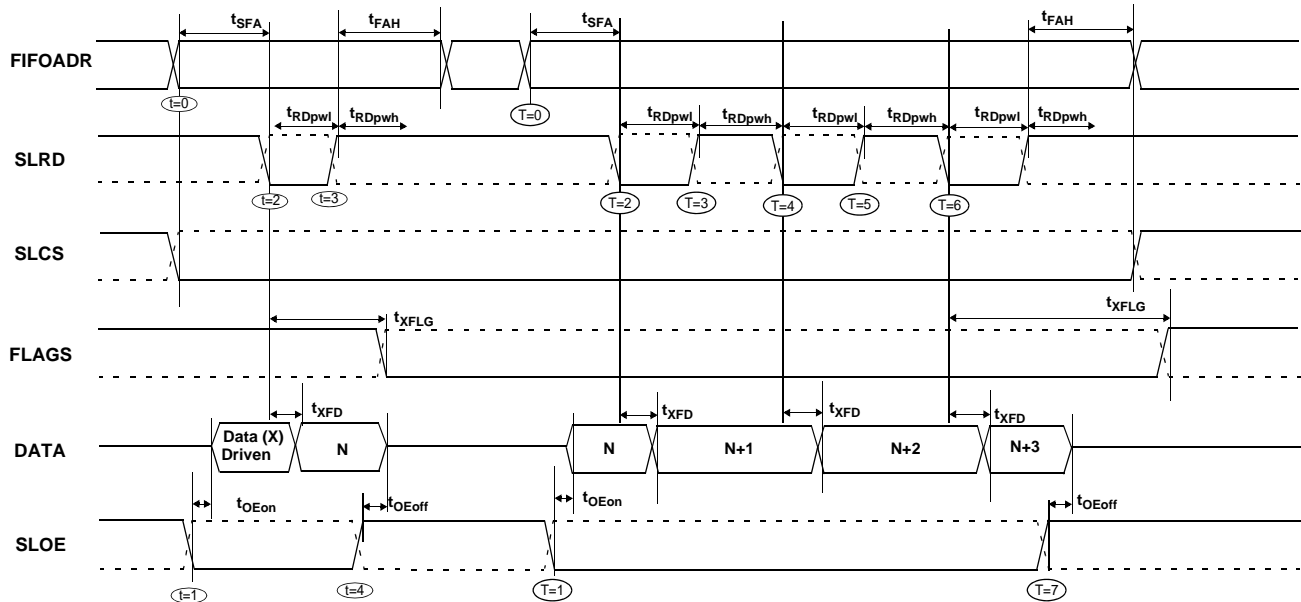 tSFA tFAH tSFA tFAH
FIFOADR
t=0 T=0
tRDpwl tRDpwh tRDpwl tRDpwh tRDpwl tRDpwh tRDpwl tRDpwh
SLRD
t=2 t=3 T=2 T=3 T=4 T=5 T=6
SLCS
tXFLG tXFLG
FLAGS
tXFD tXFD tXFD tXFD
DATA
Data (X)
Driven
N N N+1 N+2 N+3
tOEon tOEoff tOEon tOEoff
SLOE
t=1 t=4 T=1 T=7